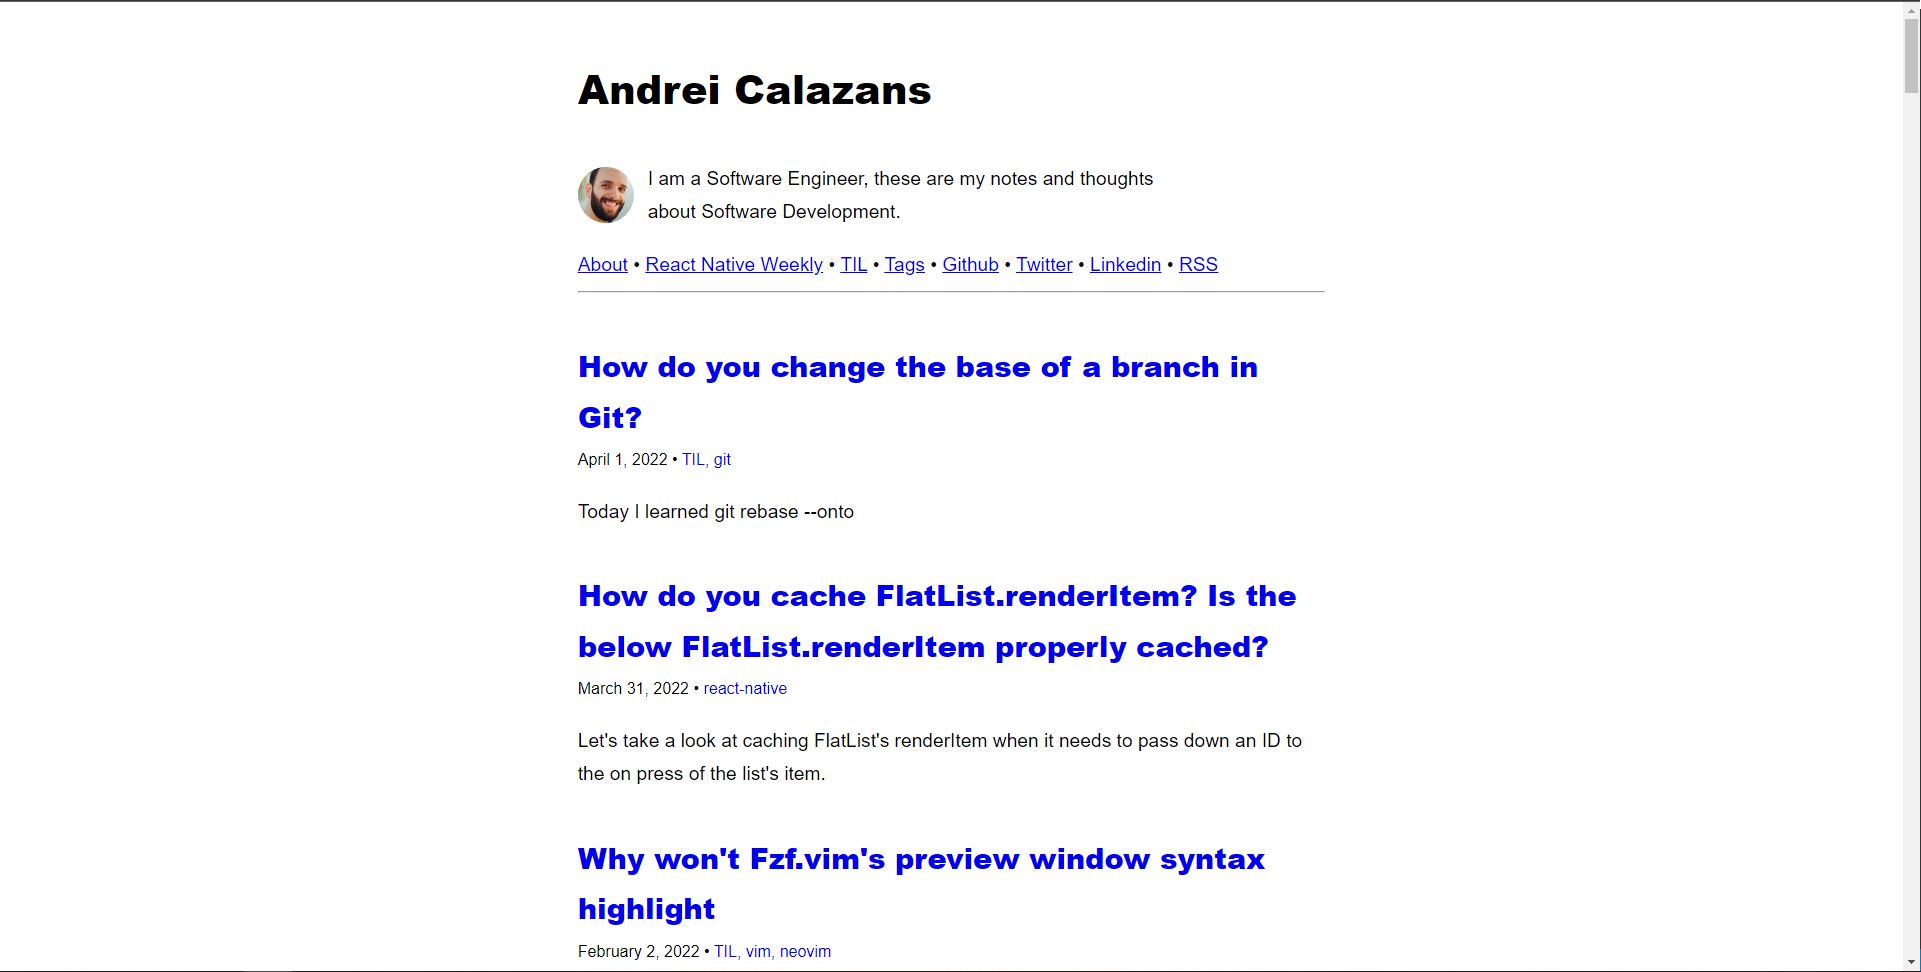 Andrei Calazans
I am a Software Engineer, these are my notes and thoughts
about Software Development.
About • React Native Weekly • TIL • Tags • Github • Twitter • Linkedin • RSS
How do you change the base of a branch in
Git?
April 1, 2022 • TIL, git
Today I learned git rebase --onto
How do you cache FlatList.renderItem? Is the
below FlatList.renderItem properly cached?
March 31, 2022 • react-native
Let's take a look at caching FlatList's renderItem when it needs to pass down an ID to
the on press of the list's item.
Why won't Fzf.vim's preview window syntax
highlight
February 2, 2022 • TIL, vim, neovim